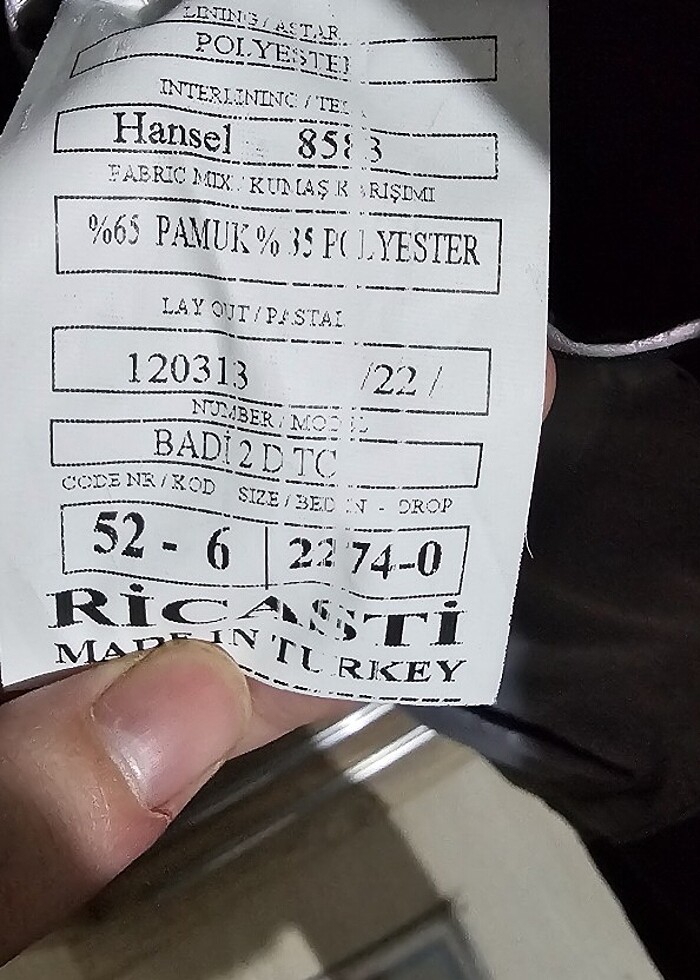 LINING / ASTAR
POLYESTER
INTERLINING / TELA
Hansel 8583
FABRIC MIX / KUMAŞ KARIŞIMI
%65 PAMUK % 35 POLYESTER
LAY OUT / PASTAL
120313 /22 /
NUMBER / MODEL
BADİ 2 D TC
CODE NR / KOD SIZE / BEDEN - DROP
52 - 6 2274-0
RİCASTİ
MADE IN TURKEY